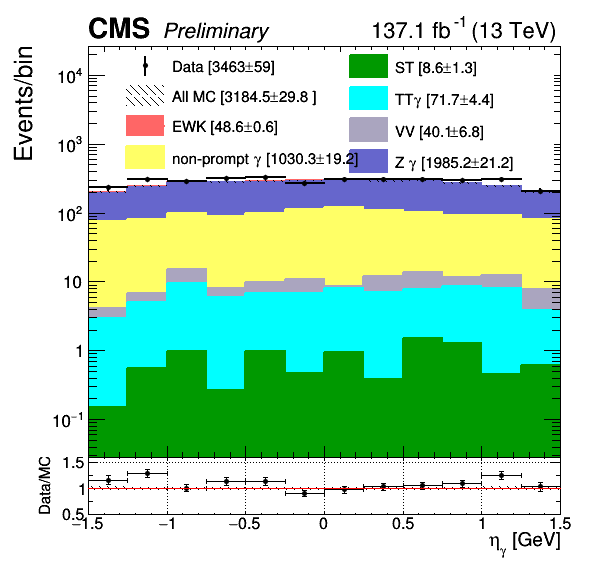 CMS Preliminary 137.1 fb⁻¹ (13 TeV)
Events/bin
Data [3463±59]
All MC [3184.5±29.8 ]
EWK [48.6±0.6]
non-prompt γ [1030.3±19.2]
ST [8.6±1.3]
TTγ [71.7±4.4]
VV [40.1±6.8]
Z γ [1985.2±21.2]
10⁴
10³
10²
10
1
10⁻¹
Data/MC
1.5
1
0.5
−1.5 −1 −0.5 0 0.5 1 1.5
η_γ [GeV]